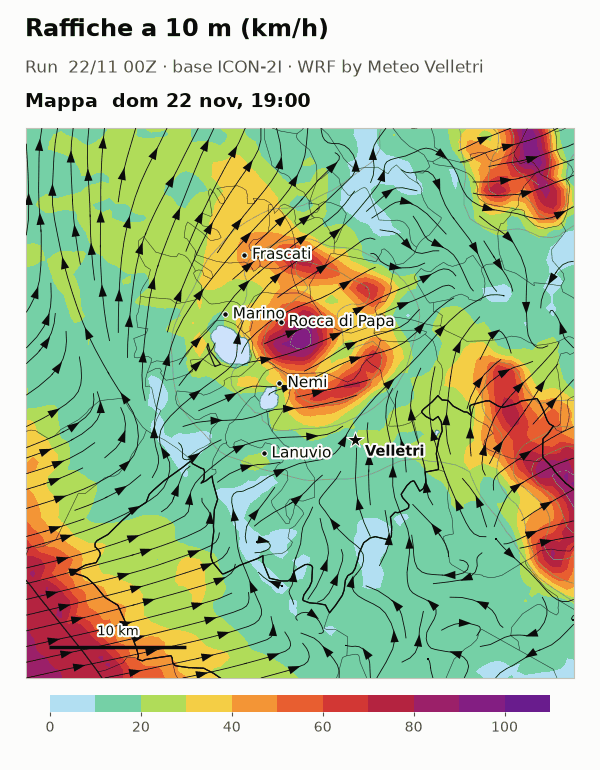 Raffiche a 10 m (km/h)
Run  22/11 00Z · base ICON-2I · WRF by Meteo Velletri
Mappa  dom 22 nov, 19:00
Frascati
Marino
Rocca di Papa
Nemi
Velletri
Lanuvio
10 km
0 20 40 60 80 100